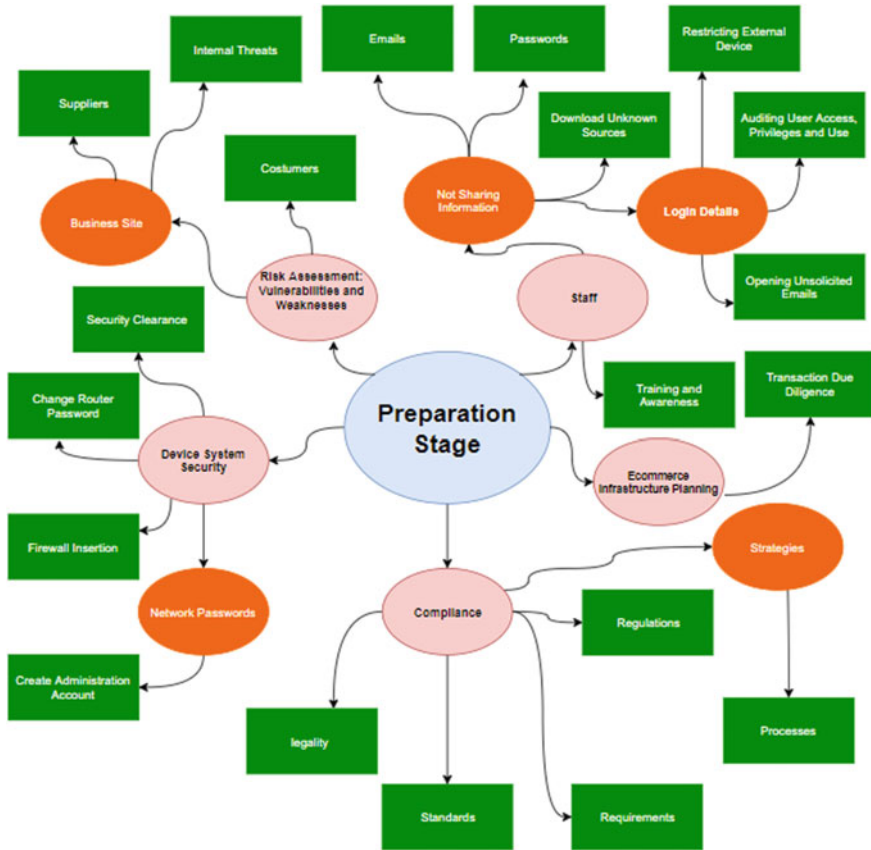 Emails
Passwords
Restricting External
Device
Internal Threats
Suppliers
Download Unknown
Sources
Auditing User Access,
Privileges and Use
Costumers
Not Sharing
Information
Login Details
Business Site
Risk Assessment:
Vulnerabilities and
Weaknesses
Staff
Opening Unsolicited
Emails
Security Clearance
Change Router
Password
Preparation
Stage
Training and
Awareness
Transaction Due
Diligence
Device System
Security
Ecommerce
Infrastructure Planning
Firewall Insertion
Strategies
Network Passwords
Compliance
Regulations
Create Administration
Account
legality
Processes
Standards
Requirements